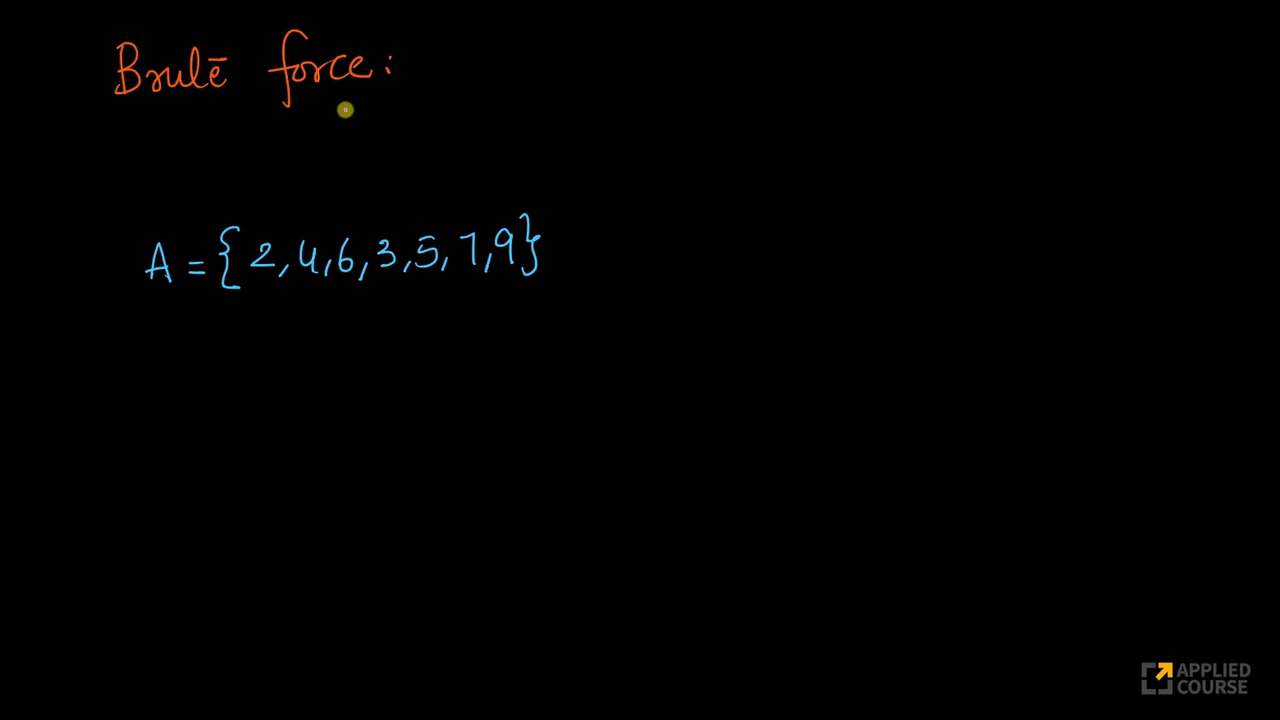 Brute force:
A = {2,4,6,3,5,7,9}
APPLIED
COURSE